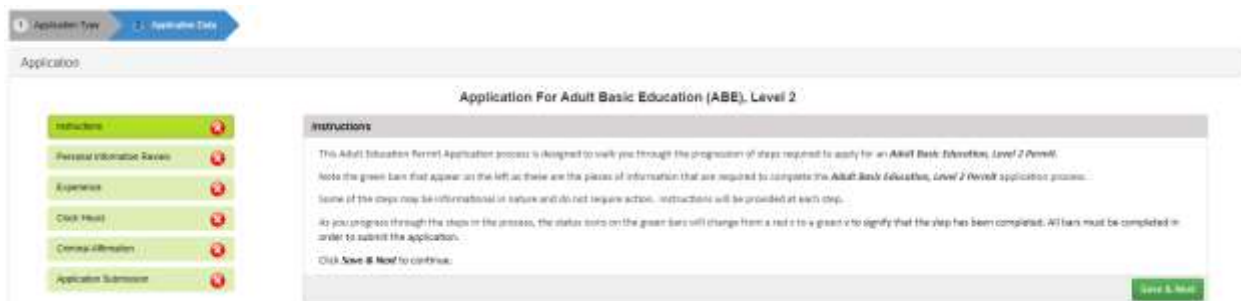 1 Application Type 2 Application Data
Application
Application For Adult Basic Education (ABE), Level 2
Instructions
Personal Information Review
Experience
Clock Hours
Criminal Affirmation
Application Submission
Instructions
This Adult Education Permit Application process is designed to walk you through the progression of steps required to apply for an Adult Basic Education, Level 2 Permit.
Note the green bars that appear on the left as these are the pieces of information that are required to complete the Adult Basic Education, Level 2 Permit application process.
Some of the steps may be informational in nature and do not require action. Instructions will be provided at each step.
As you progress through the steps in the process, the status icons on the green bars will change from a red x to a green v to signify that the step has been completed. All bars must be completed in
order to submit the application.
Click Save & Next to continue.
Save & Next